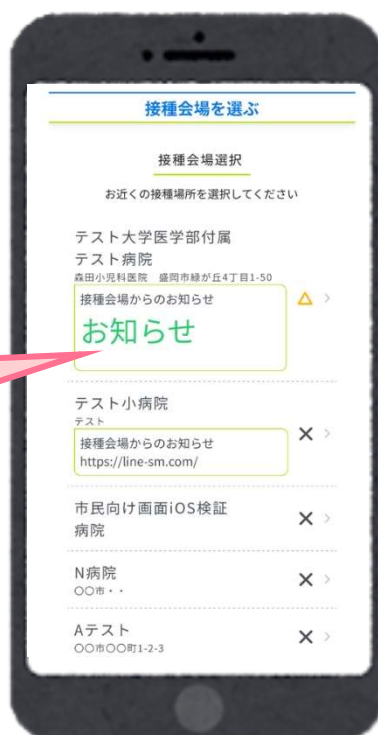 接種会場を選ぶ
接種会場選択
お近くの接種場所を選択してください
テスト大学医学部付属
テスト病院
森田小児科医院 盛岡市緑が丘4丁目1-50
接種会場からのお知らせ
お知らせ
△ >
テスト小病院
テスト
接種会場からのお知らせ
https://line-sm.com/
✕ >
市民向け画面iOS検証
病院
✕ >
N病院
〇〇市・・
✕ >
Aテスト
〇〇市〇〇町1-2-3
✕ >